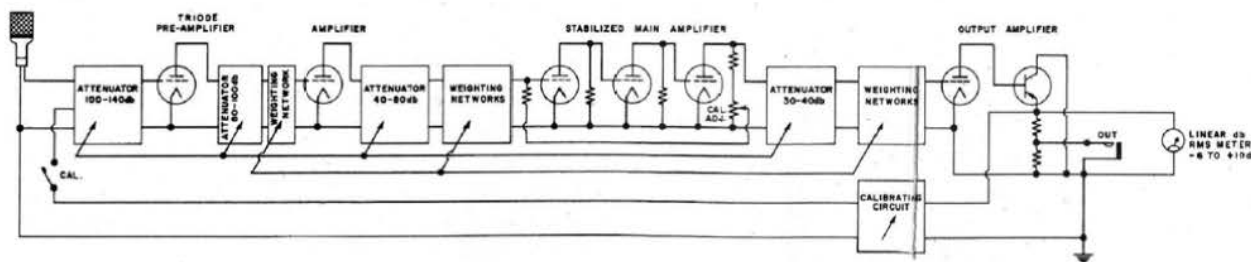 TRIODE
PRE-AMPLIFIER
AMPLIFIER
STABILIZED MAIN AMPLIFIER
OUTPUT AMPLIFIER
ATTENUATOR
100-140db
ATTENUATOR
80-100db
WEIGHTING
NETWORK
ATTENUATOR
40-80db
WEIGHTING
NETWORKS
CAL.
ADJ.
ATTENUATOR
30-40db
WEIGHTING
NETWORKS
OUT
LINEAR db
RMS METER
-6 TO +10d
CAL.
CALIBRATING
CIRCUIT